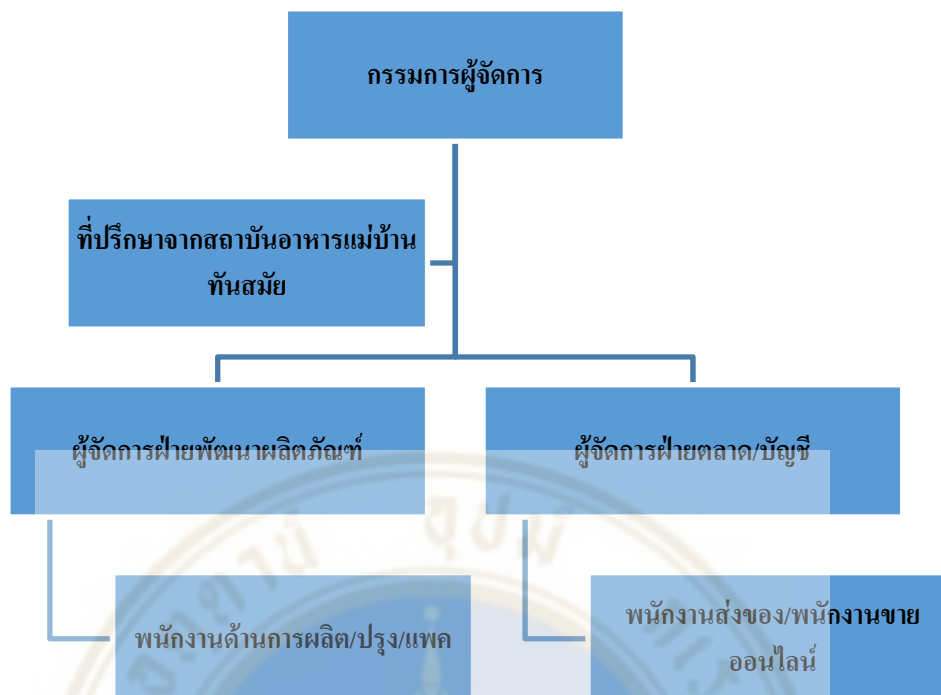 กรรมการผู้จัดการ
ที่ปรึกษาจากสถาบันอาหารแม่บ้าน
ทันสมัย
ผู้จัดการฝ่ายพัฒนาผลิตภัณฑ์
ผู้จัดการฝ่ายตลาด/บัญชี
พนักงานด้านการผลิต/ปรุง/แพค
พนักงานส่งของ/พนักงานขาย
ออนไลน์